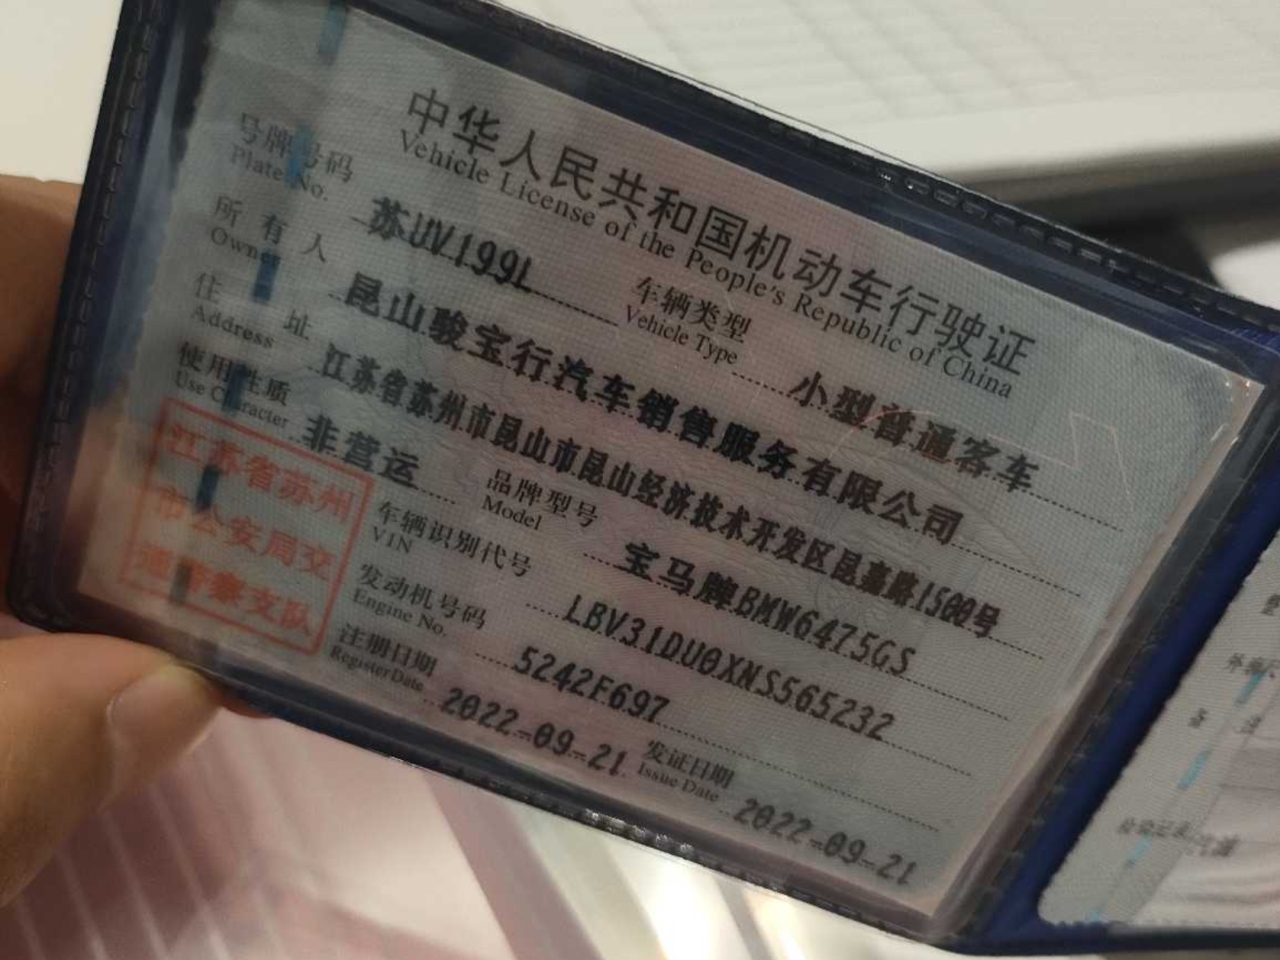 中华人民共和国机动车行驶证
Vehicle License of the People's Republic of China
号牌号码 苏UV199L 车辆类型 小型普通客车
Plate No. Vehicle Type
所有人 昆山骏宝行汽车销售服务有限公司
Owner
住址 江苏省苏州市昆山市昆山经济技术开发区昆嘉路1500号
Address
使用性质 非营运 品牌型号 宝马牌BMW6475GS
Use Character Model
江苏省苏州
市公安局交
通警察支队
车辆识别代号 LBV31DU0XNS565232
VIN
发动机号码 5242F697
Engine No.
注册日期 2022-09-21 发证日期 2022-09-21
Register Date Issue Date